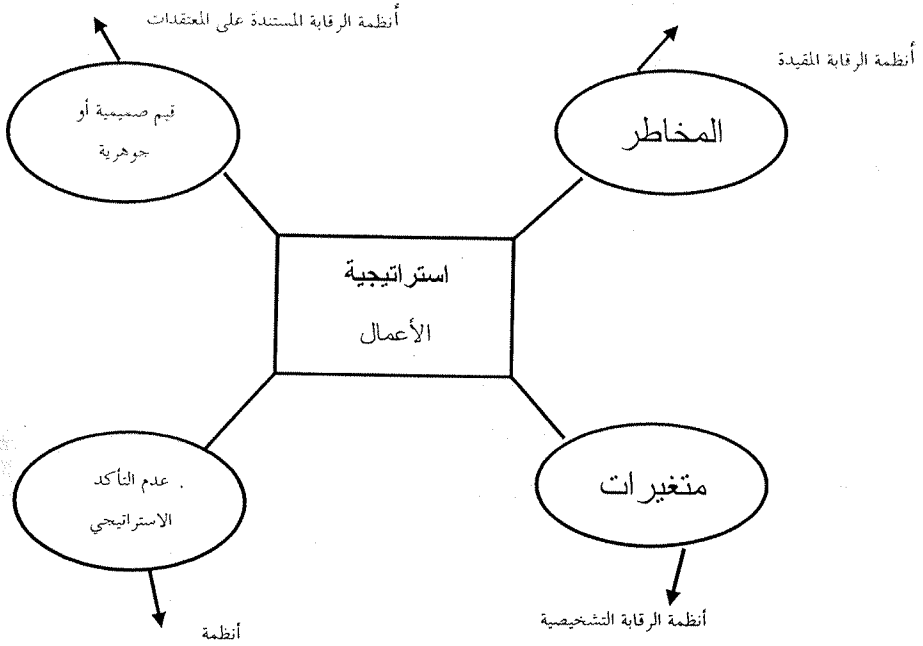 أنظمة الرقابة المستندة على المعتقدات
أنظمة الرقابة المقيدة
قيم صميمية أو
جوهرية
المخاطر
استراتيجية
الأعمال
عدم التأكد
الاستراتيجي
متغيرات
أنظمة الرقابة التشخيصية
أنظمة